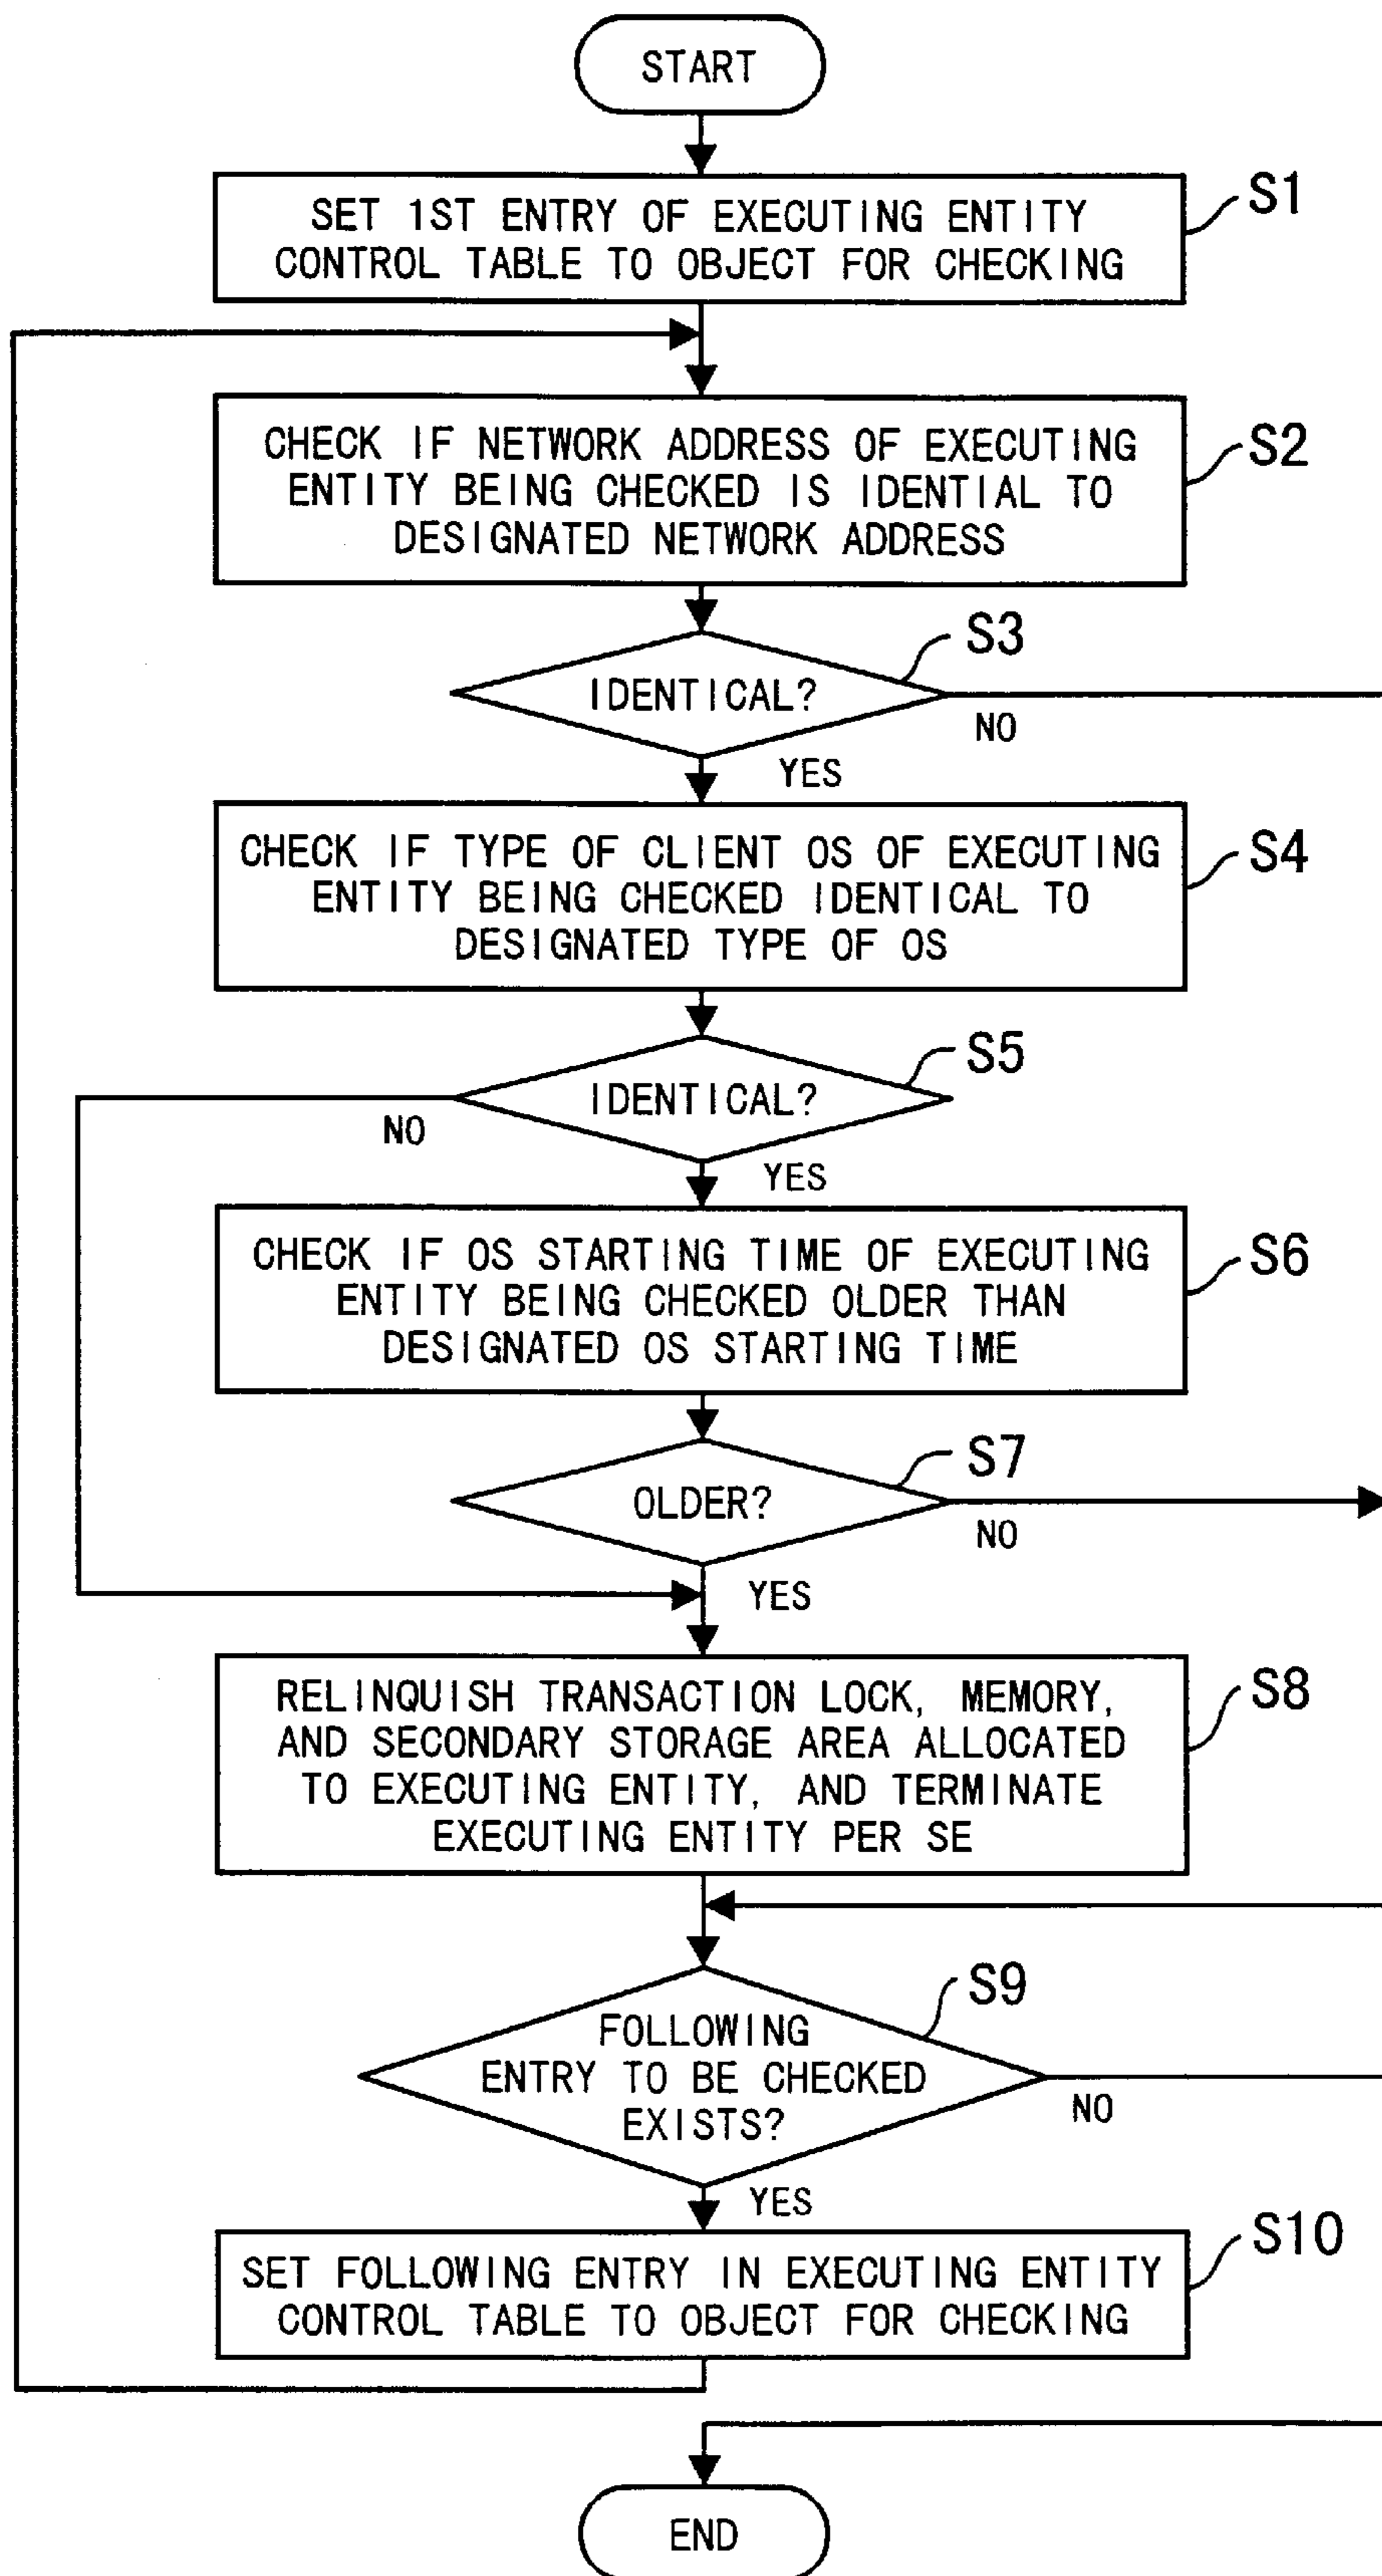 START
S1
SET 1ST ENTRY OF EXECUTING ENTITY
CONTROL TABLE TO OBJECT FOR CHECKING
S2
CHECK IF NETWORK ADDRESS OF EXECUTING
ENTITY BEING CHECKED IS IDENTIAL TO
DESIGNATED NETWORK ADDRESS
S3
IDENTICAL?
NO
YES
S4
CHECK IF TYPE OF CLIENT OS OF EXECUTING
ENTITY BEING CHECKED IDENTICAL TO
DESIGNATED TYPE OF OS
S5
IDENTICAL?
NO
YES
S6
CHECK IF OS STARTING TIME OF EXECUTING
ENTITY BEING CHECKED OLDER THAN
DESIGNATED OS STARTING TIME
S7
OLDER?
NO
YES
S8
RELINQUISH TRANSACTION LOCK, MEMORY,
AND SECONDARY STORAGE AREA ALLOCATED
TO EXECUTING ENTITY, AND TERMINATE
EXECUTING ENTITY PER SE
S9
FOLLOWING
ENTRY TO BE CHECKED
EXISTS?
NO
YES
S10
SET FOLLOWING ENTRY IN EXECUTING ENTITY
CONTROL TABLE TO OBJECT FOR CHECKING
END